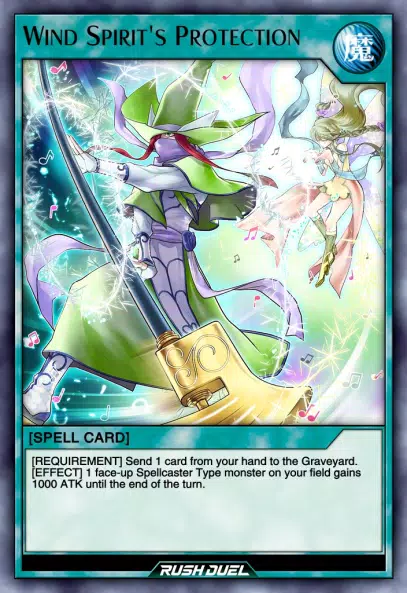 Wind Spirit's Protection
魔
[SPELL CARD]
[REQUIREMENT] Send 1 card from your hand to the Graveyard.
[EFFECT] 1 face-up Spellcaster Type monster on your field gains
1000 ATK until the end of the turn.
RUSH DUEL